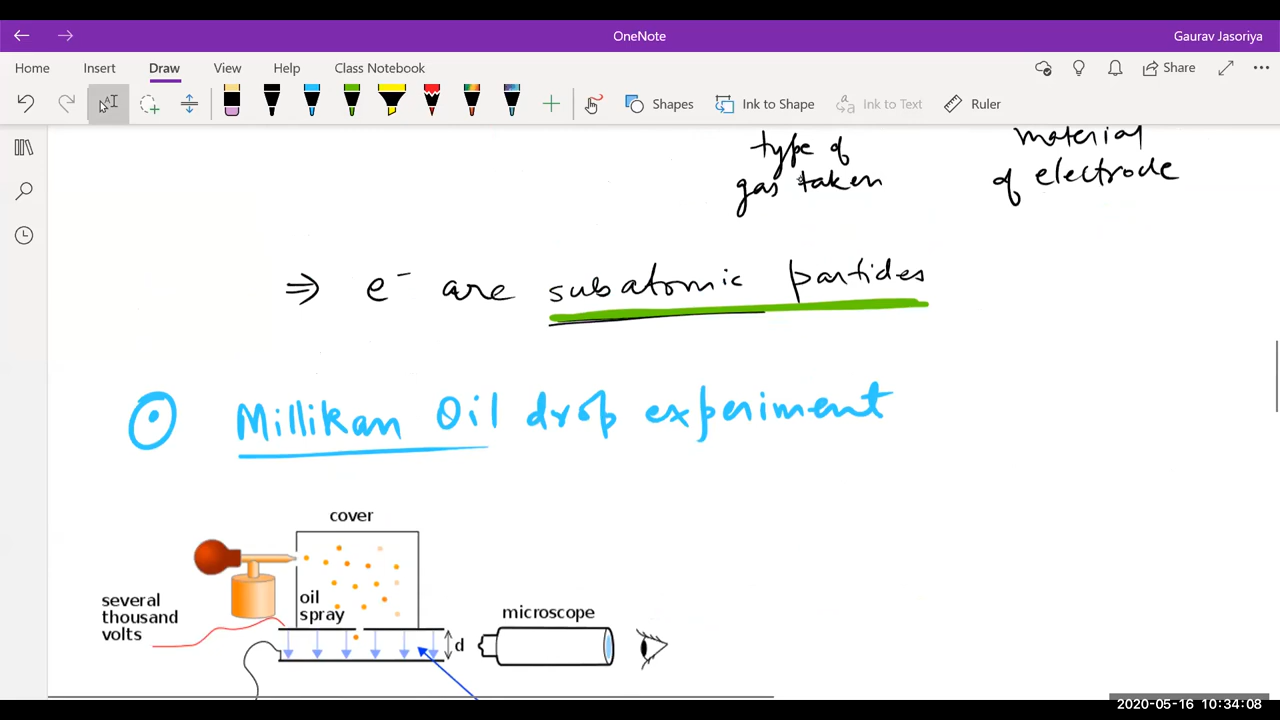 OneNote
Gaurav Jasoriya
Home Insert Draw View Help Class Notebook
Share
Shapes Ink to Shape Ink to Text Ruler
type of
gas taken
material
of electrode
⇒ e⁻ are subatomic particles
Millikan Oil drop experiment
cover
several
thousand
volts
oil
spray
d
microscope
2020-05-16 10:34:08